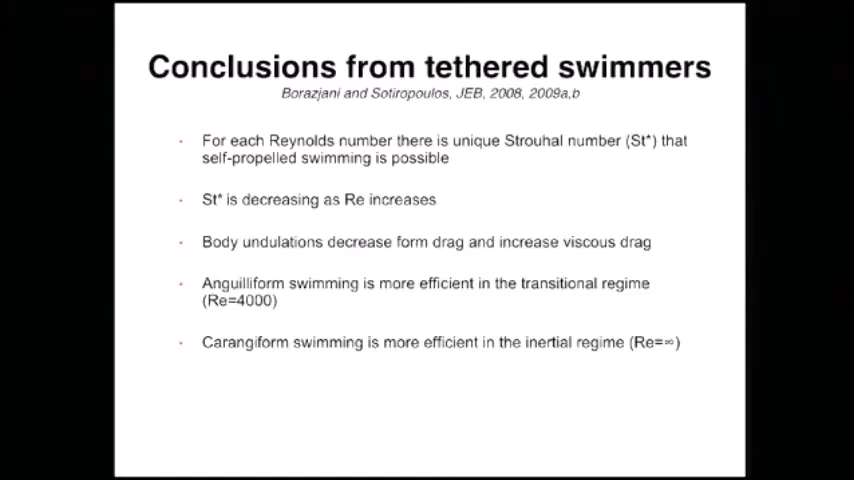 Conclusions from tethered swimmers
Borazjani and Sotiropoulos, JEB, 2008, 2009a,b
· For each Reynolds number there is unique Strouhal number (St*) that
self-propelled swimming is possible
· St* is decreasing as Re increases
· Body undulations decrease form drag and increase viscous drag
· Anguilliform swimming is more efficient in the transitional regime
(Re=4000)
· Carangiform swimming is more efficient in the inertial regime (Re=∞)